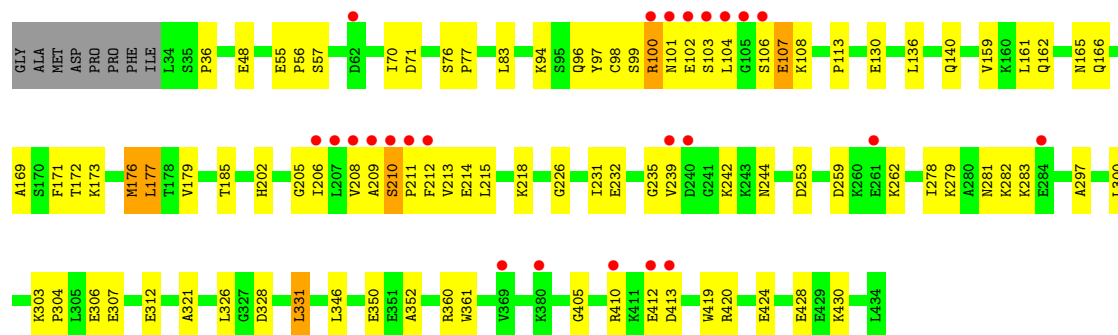 GLY ALA MET ASP PRO PRO PHE ILE L34 S35 P36 E48 E55 P56 S57 D62 I70 D71 S76 P77 L83 K94 S95 Q96 Y97 C98 S99 R100 N101 E102 S103 L104 G105 S106 E107 K108 P113 E130 L136 Q140 V159 K160 L161 Q162 N165 Q166
A169 S170 F171 T172 K173 M176 L177 T178 V179 T185 H202 G205 I206 L207 V208 A209 S210 P211 F212 V213 E214 L215 K218 G226 I231 E232 G235 V239 D240 G241 K242 K243 N244 D253 D259 K260 E261 K262 I278 K279 A280 N281 K282 K283 E284 A297
K303 P304 L305 E306 E307 E312 A321 L326 G327 D328 L331 L346 E350 E351 A352 R360 W361 V369 K380 G405 R410 K411 E412 D413 W419 R420 E424 E428 E429 K430 L434